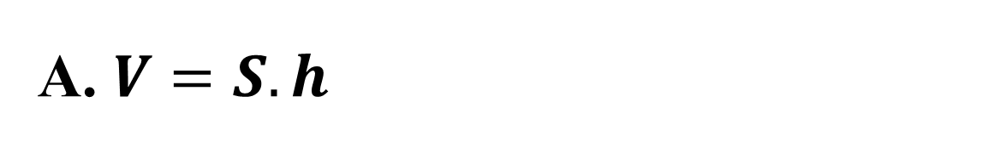 A. V = S.h